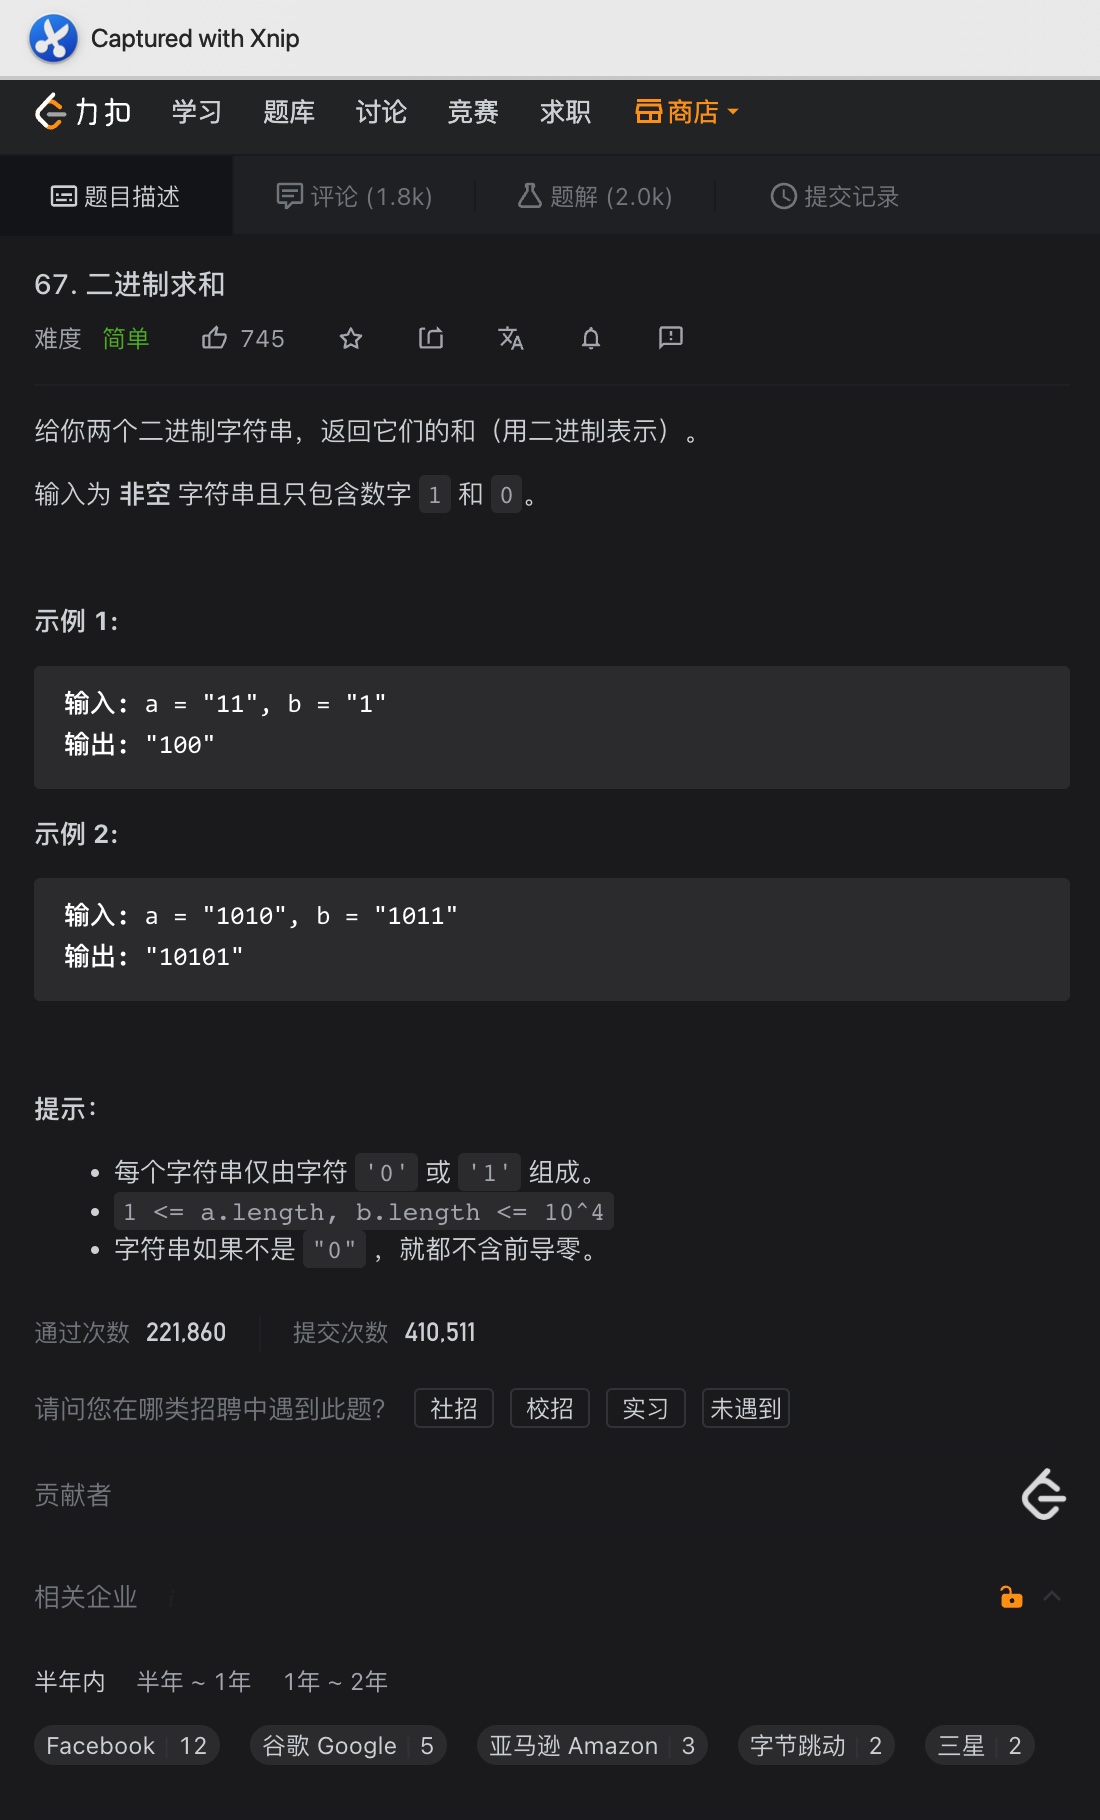 Captured with Xnip
力扣 学习 题库 讨论 竞赛 求职 商店
题目描述 评论 (1.8k) 题解 (2.0k) 提交记录
67. 二进制求和
难度 简单 745
给你两个二进制字符串，返回它们的和（用二进制表示）。
输入为 非空 字符串且只包含数字 1 和 0。
示例 1:
输入: a = "11", b = "1"
输出: "100"
示例 2:
输入: a = "1010", b = "1011"
输出: "10101"
提示：
每个字符串仅由字符 '0' 或 '1' 组成。
1 <= a.length, b.length <= 10^4
字符串如果不是 "0" ，就都不含前导零。
通过次数 221,860 提交次数 410,511
请问您在哪类招聘中遇到此题? 社招 校招 实习 未遇到
贡献者
相关企业
半年内 半年 ~ 1年 1年 ~ 2年
Facebook 12 谷歌 Google 5 亚马逊 Amazon 3 字节跳动 2 三星 2